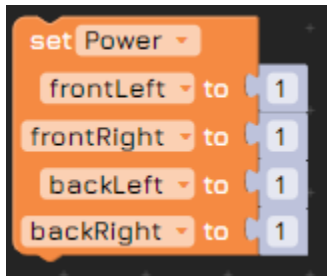 set Power
frontLeft to 1
frontRight to 1
backLeft to 1
backRight to 1